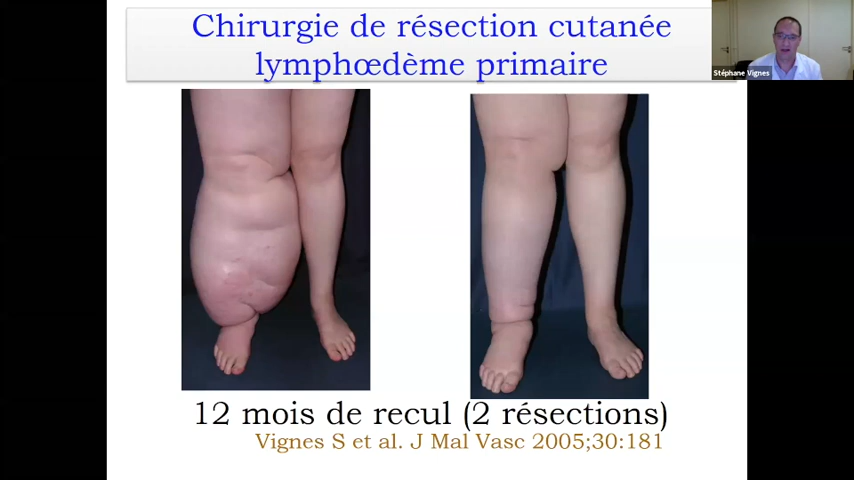 Chirurgie de résection cutanée
lymphœdème primaire
Stéphane Vignes
12 mois de recul (2 résections)
Vignes S et al. J Mal Vasc 2005;30:181